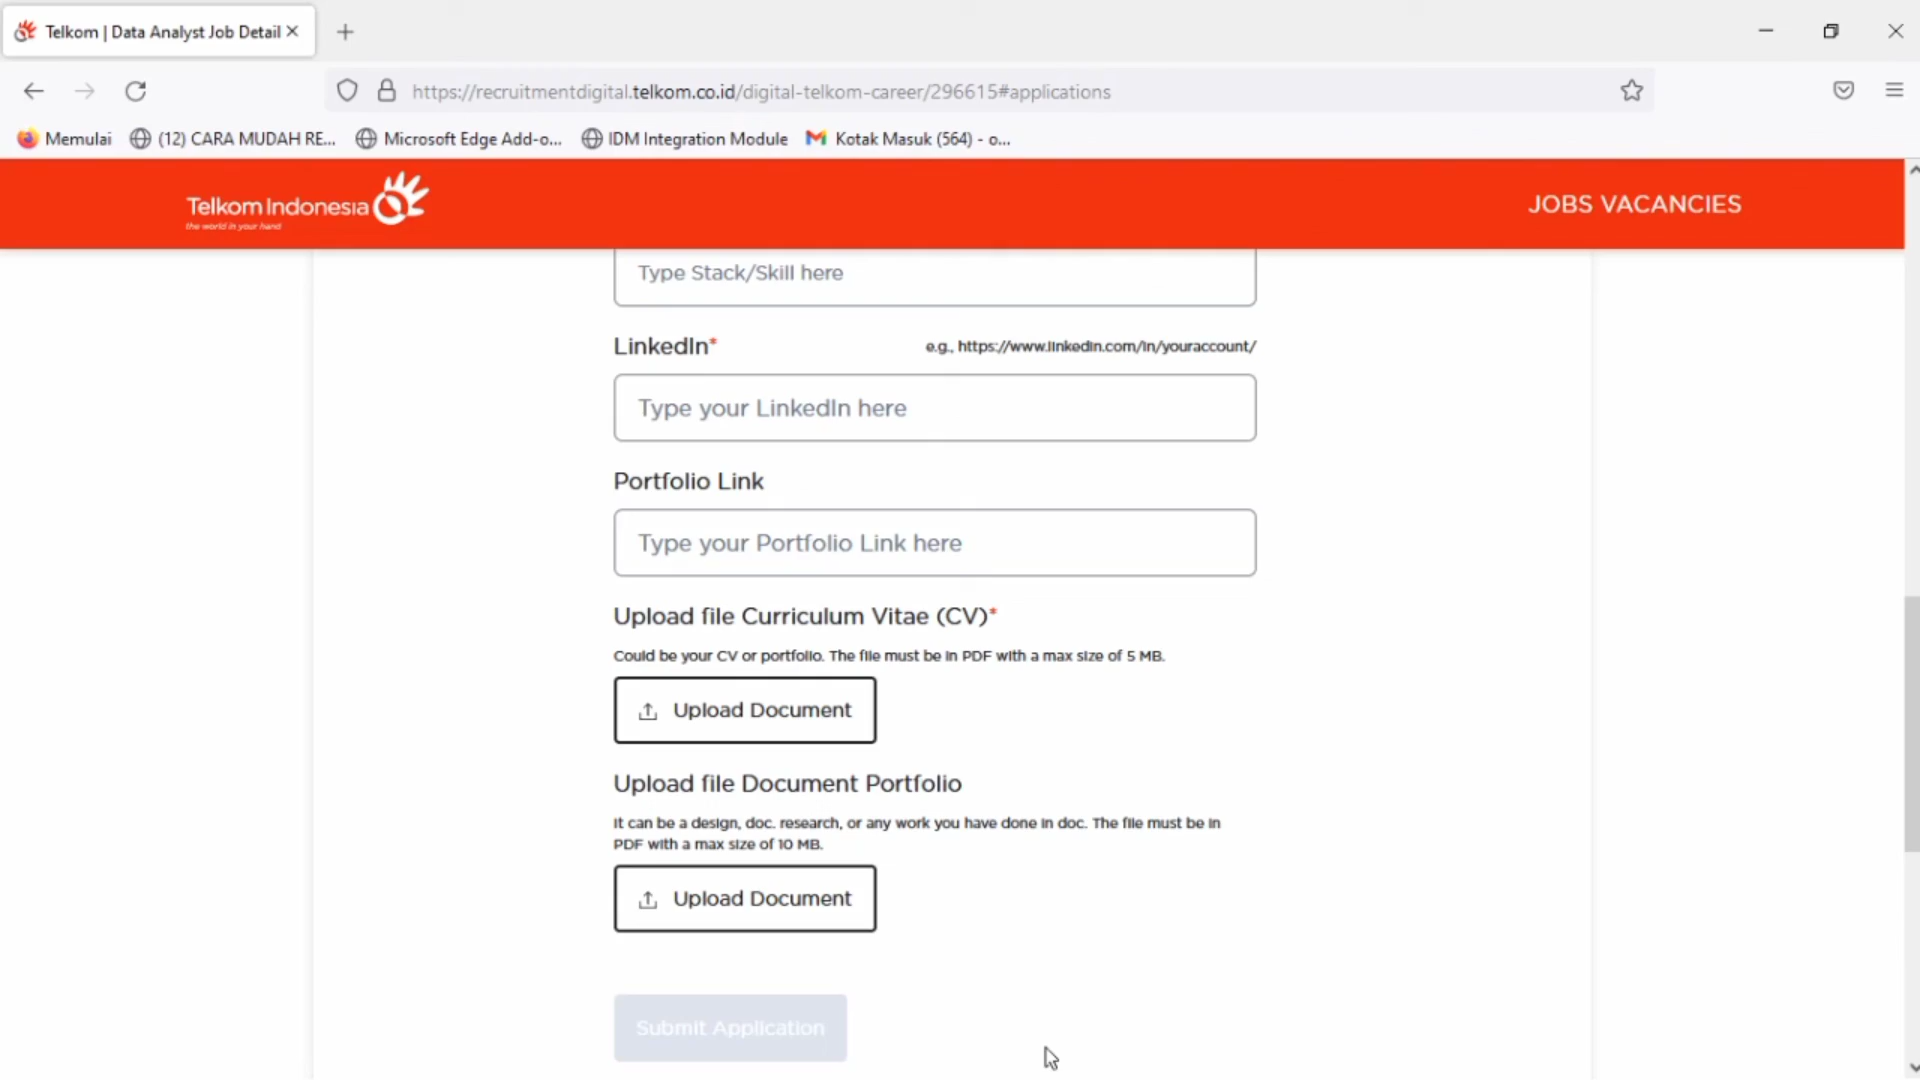 Telkom | Data Analyst Job Detail
https://recruitmentdigital.telkom.co.id/digital-telkom-career/296615#applications
Memulai
(12) CARA MUDAH RE...
Microsoft Edge Add-o...
IDM Integration Module
Kotak Masuk (564) - o...
Telkom Indonesia
the world in your hand
JOBS VACANCIES
Type Stack/Skill here
LinkedIn*
e.g., https://www.linkedin.com/in/youraccount/
Type your LinkedIn here
Portfolio Link
Type your Portfolio Link here
Upload file Curriculum Vitae (CV)*
Could be your CV or portfolio. The file must be in PDF with a max size of 5 MB.
Upload Document
Upload file Document Portfolio
It can be a design, doc. research, or any work you have done in doc. The file must be in
PDF with a max size of 10 MB.
Upload Document
Submit Application